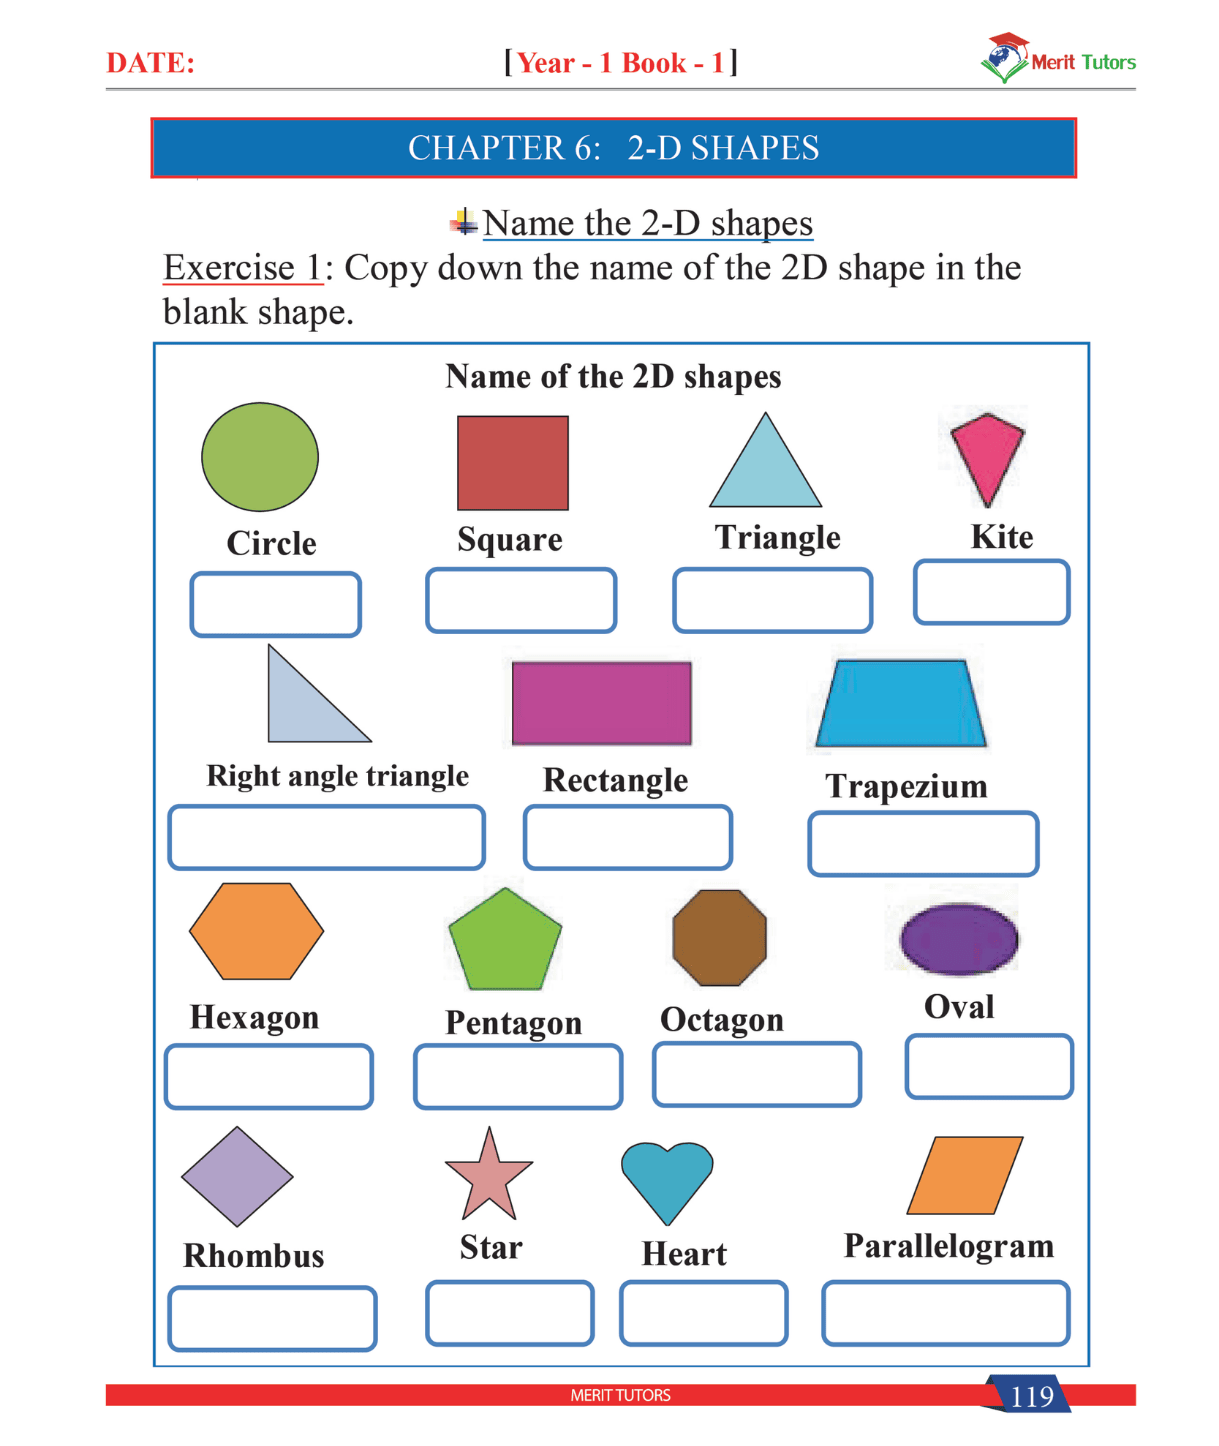 DATE:
[ Year - 1 Book - 1 ]
Merit Tutors
CHAPTER 6: 2-D SHAPES
Name the 2-D shapes
Exercise 1: Copy down the name of the 2D shape in the
blank shape.
Name of the 2D shapes
Circle
Square
Triangle
Kite
Right angle triangle
Rectangle
Trapezium
Hexagon
Pentagon
Octagon
Oval
Rhombus
Star
Heart
Parallelogram
MERIT TUTORS
119